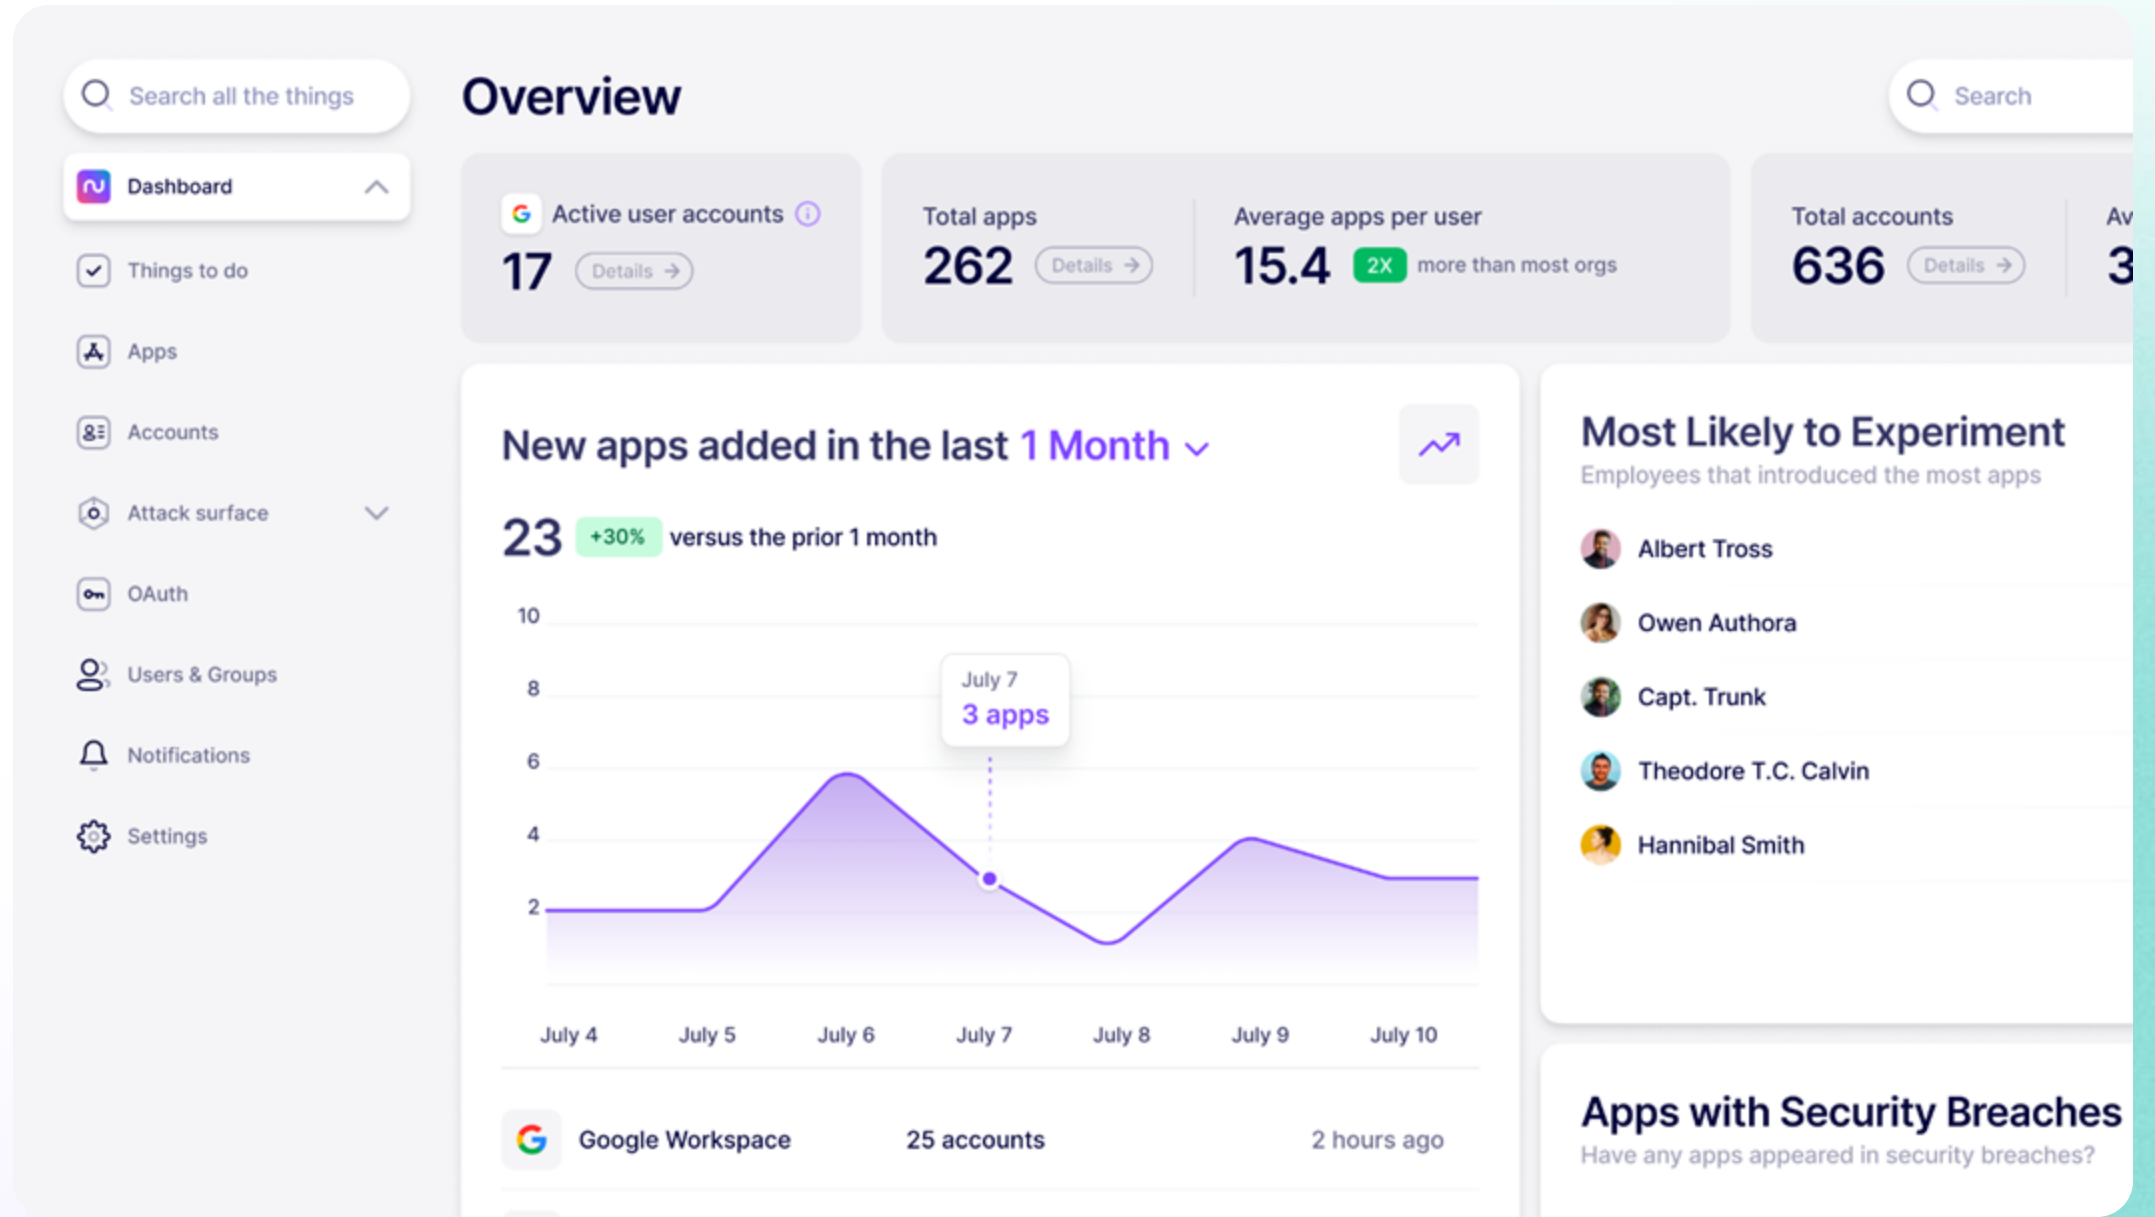 Search all the things
Dashboard
Things to do
Apps
Accounts
Attack surface
OAuth
Users & Groups
Notifications
Settings
Overview
Search
Active user accounts
17 Details →
Total apps
262 Details →
Average apps per user
15.4 2X more than most orgs
Total accounts
636 Details →
Av
3
New apps added in the last 1 Month
23 +30% versus the prior 1 month
10
8
6
4
2
July 7
3 apps
July 4 July 5 July 6 July 7 July 8 July 9 July 10
Google Workspace 25 accounts 2 hours ago
Most Likely to Experiment
Employees that introduced the most apps
Albert Tross
Owen Authora
Capt. Trunk
Theodore T.C. Calvin
Hannibal Smith
Apps with Security Breaches
Have any apps appeared in security breaches?